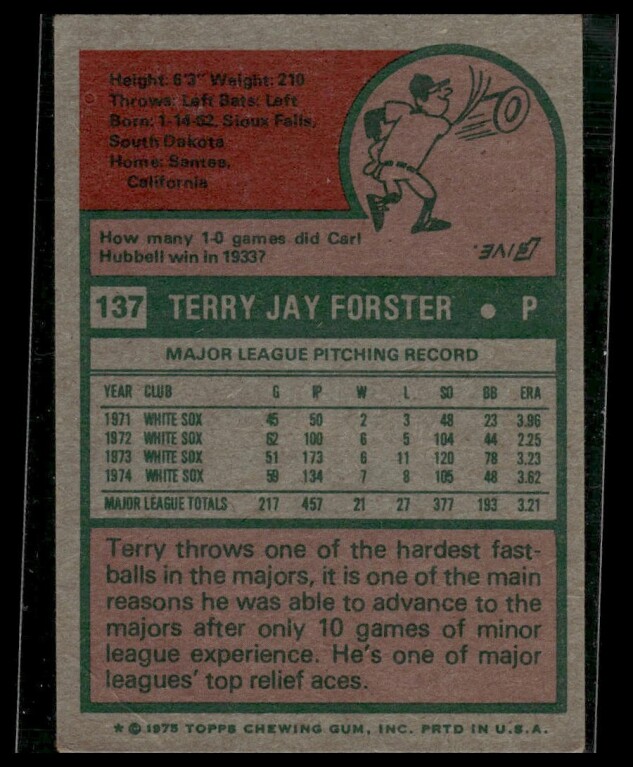 Height: 6'3" Weight: 210
Throws: Left Bats: Left
Born: 1-14-52, Sioux Falls,
South Dakota
Home: Santee,
California
How many 1-0 games did Carl
Hubbell win in 1933?
FIVE.
137 TERRY JAY FORSTER • P
MAJOR LEAGUE PITCHING RECORD
YEAR CLUB G IP W L SO BB ERA
1971 WHITE SOX 45 50 2 3 48 23 3.96
1972 WHITE SOX 62 100 6 5 104 44 2.25
1973 WHITE SOX 51 173 6 11 120 78 3.23
1974 WHITE SOX 59 134 7 8 105 48 3.62
MAJOR LEAGUE TOTALS 217 457 21 27 377 193 3.21
Terry throws one of the hardest fast-
balls in the majors, it is one of the main
reasons he was able to advance to the
majors after only 10 games of minor
league experience. He's one of major
leagues' top relief aces.
* © 1975 TOPPS CHEWING GUM, INC. PRTD IN U.S.A.